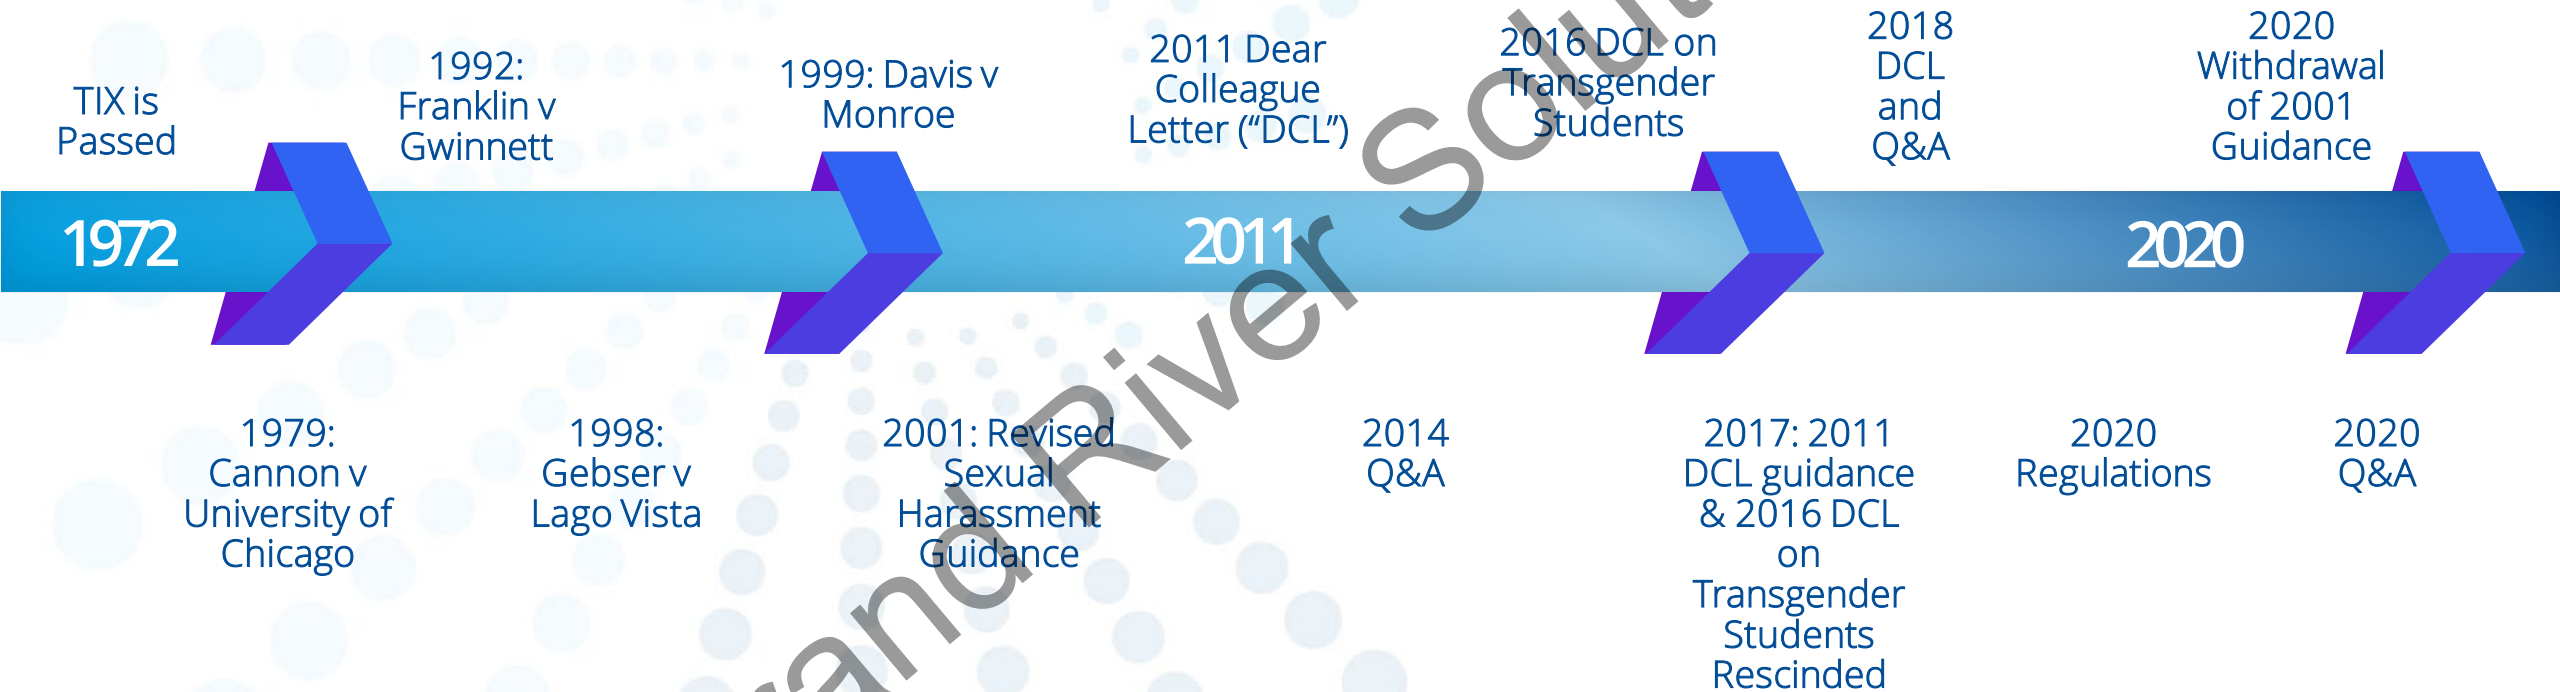 TIX is
Passed
1992:
Franklin v
Gwinnett
1999: Davis v
Monroe
2011 Dear
Colleague
Letter (“DCL”)
2016 DCL on
Transgender
Students
2018
DCL
and
Q&A
2020
Withdrawal
of 2001
Guidance
1972
2011
2020
1979:
Cannon v
University of
Chicago
1998:
Gebser v
Lago Vista
2001: Revised
Sexual
Harassment
Guidance
2014
Q&A
2017: 2011
DCL guidance
& 2016 DCL
on
Transgender
Students
Rescinded
2020
Regulations
2020
Q&A
River